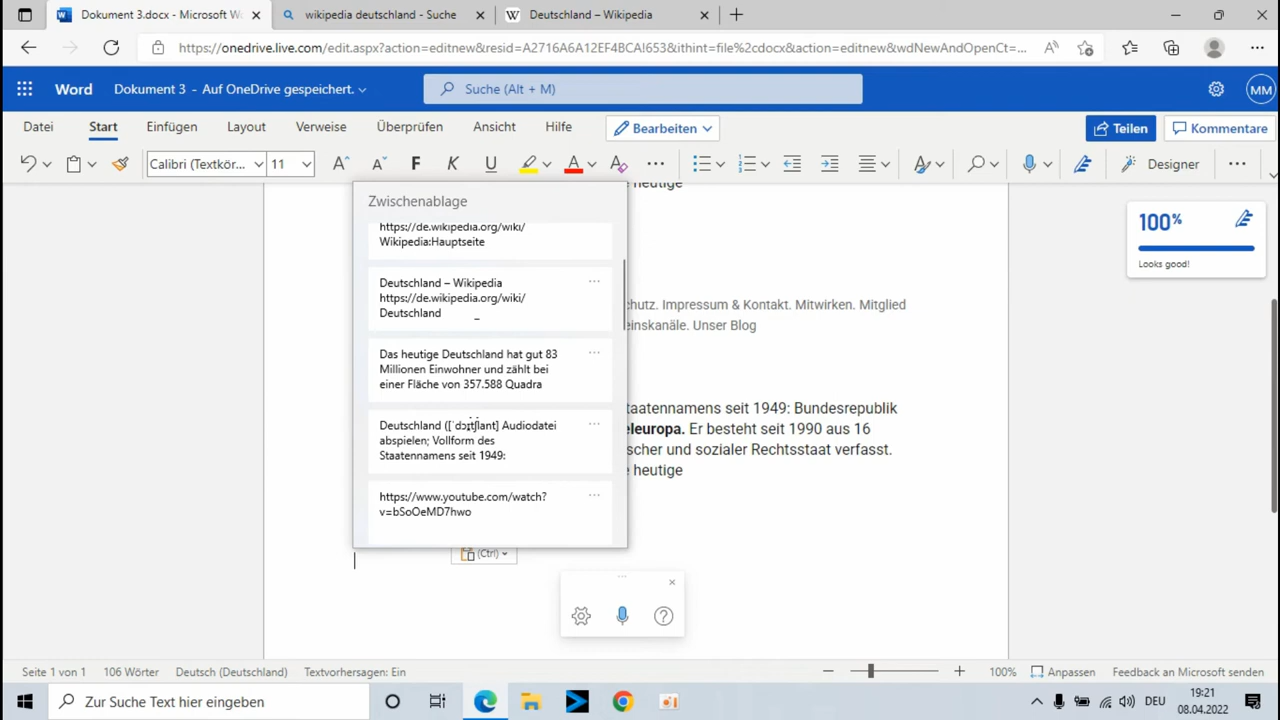 Dokument 3.docx - Microsoft W
wikipedia deutschland - Suche
Deutschland – Wikipedia
https://onedrive.live.com/edit.aspx?action=editnew&resid=A2716A6A12EF4BCA!653&ithint=file%2cdocx&action=editnew&wdNewAndOpenCt=...
Word
Dokument 3 - Auf OneDrive gespeichert.
Suche (Alt + M)
MM
Datei
Start
Einfügen
Layout
Verweise
Überprüfen
Ansicht
Hilfe
Bearbeiten
Teilen
Kommentare
Calibri (Textkör...
11
F
K
U
Designer
heutige
Zwischenablage
https://de.wikipedia.org/wiki/
Wikipedia:Hauptseite
Deutschland – Wikipedia
https://de.wikipedia.org/wiki/
Deutschland
Das heutige Deutschland hat gut 83
Millionen Einwohner und zählt bei
einer Fläche von 357.588 Quadra
Deutschland ([ˈdɔɪ̯tʃlant] Audiodatei
abspielen; Vollform des
Staatennamens seit 1949:
https://www.youtube.com/watch?
v=bSoOeMD7hwo
chutz. Impressum & Kontakt. Mitwirken. Mitglied
einskanäle. Unser Blog
taatennamens seit 1949: Bundesrepublik
eleuropa. Er besteht seit 1990 aus 16
scher und sozialer Rechtsstaat verfasst.
e heutige
100%
Looks good!
(Ctrl)
Seite 1 von 1
106 Wörter
Deutsch (Deutschland)
Textvorhersagen: Ein
100%
Anpassen
Feedback an Microsoft senden
Zur Suche Text hier eingeben
DEU
19:21
08.04.2022